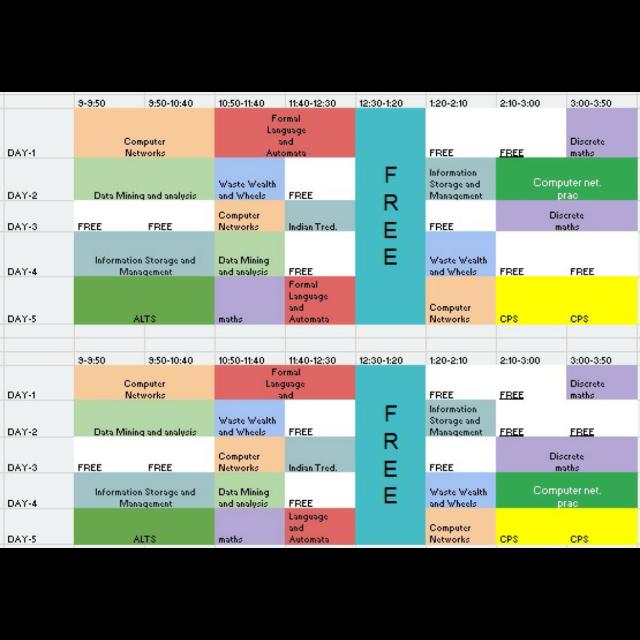 9-9:50 9:50-10:40 10:50-11:40 11:40-12:30 12:30-1:20 1:20-2:10 2:10-3:00 3:00-3:50
DAY-1 Computer Networks Formal Language and Automata FREE FREE Discrete maths
DAY-2 Data Mining and analysis Waste Wealth and Wheels FREE Information Storage and Management Computer net. prac
DAY-3 FREE FREE Computer Networks Indian Tred. FREE Discrete maths
DAY-4 Information Storage and Management Data Mining and analysis FREE Waste Wealth and Wheels FREE FREE
DAY-5 ALTS maths Formal Language and Automata Computer Networks CPS CPS
FREE
9-9:50 9:50-10:40 10:50-11:40 11:40-12:30 12:30-1:20 1:20-2:10 2:10-3:00 3:00-3:50
DAY-1 Computer Networks Formal Language and FREE FREE Discrete maths
DAY-2 Data Mining and analysis Waste Wealth and Wheels FREE Information Storage and Management FREE FREE
DAY-3 FREE FREE Computer Networks Indian Tred. FREE Discrete maths
DAY-4 Information Storage and Management Data Mining and analysis FREE Waste Wealth and Wheels Computer net. prac
DAY-5 ALTS maths Language and Automata Computer Networks CPS CPS
FREE